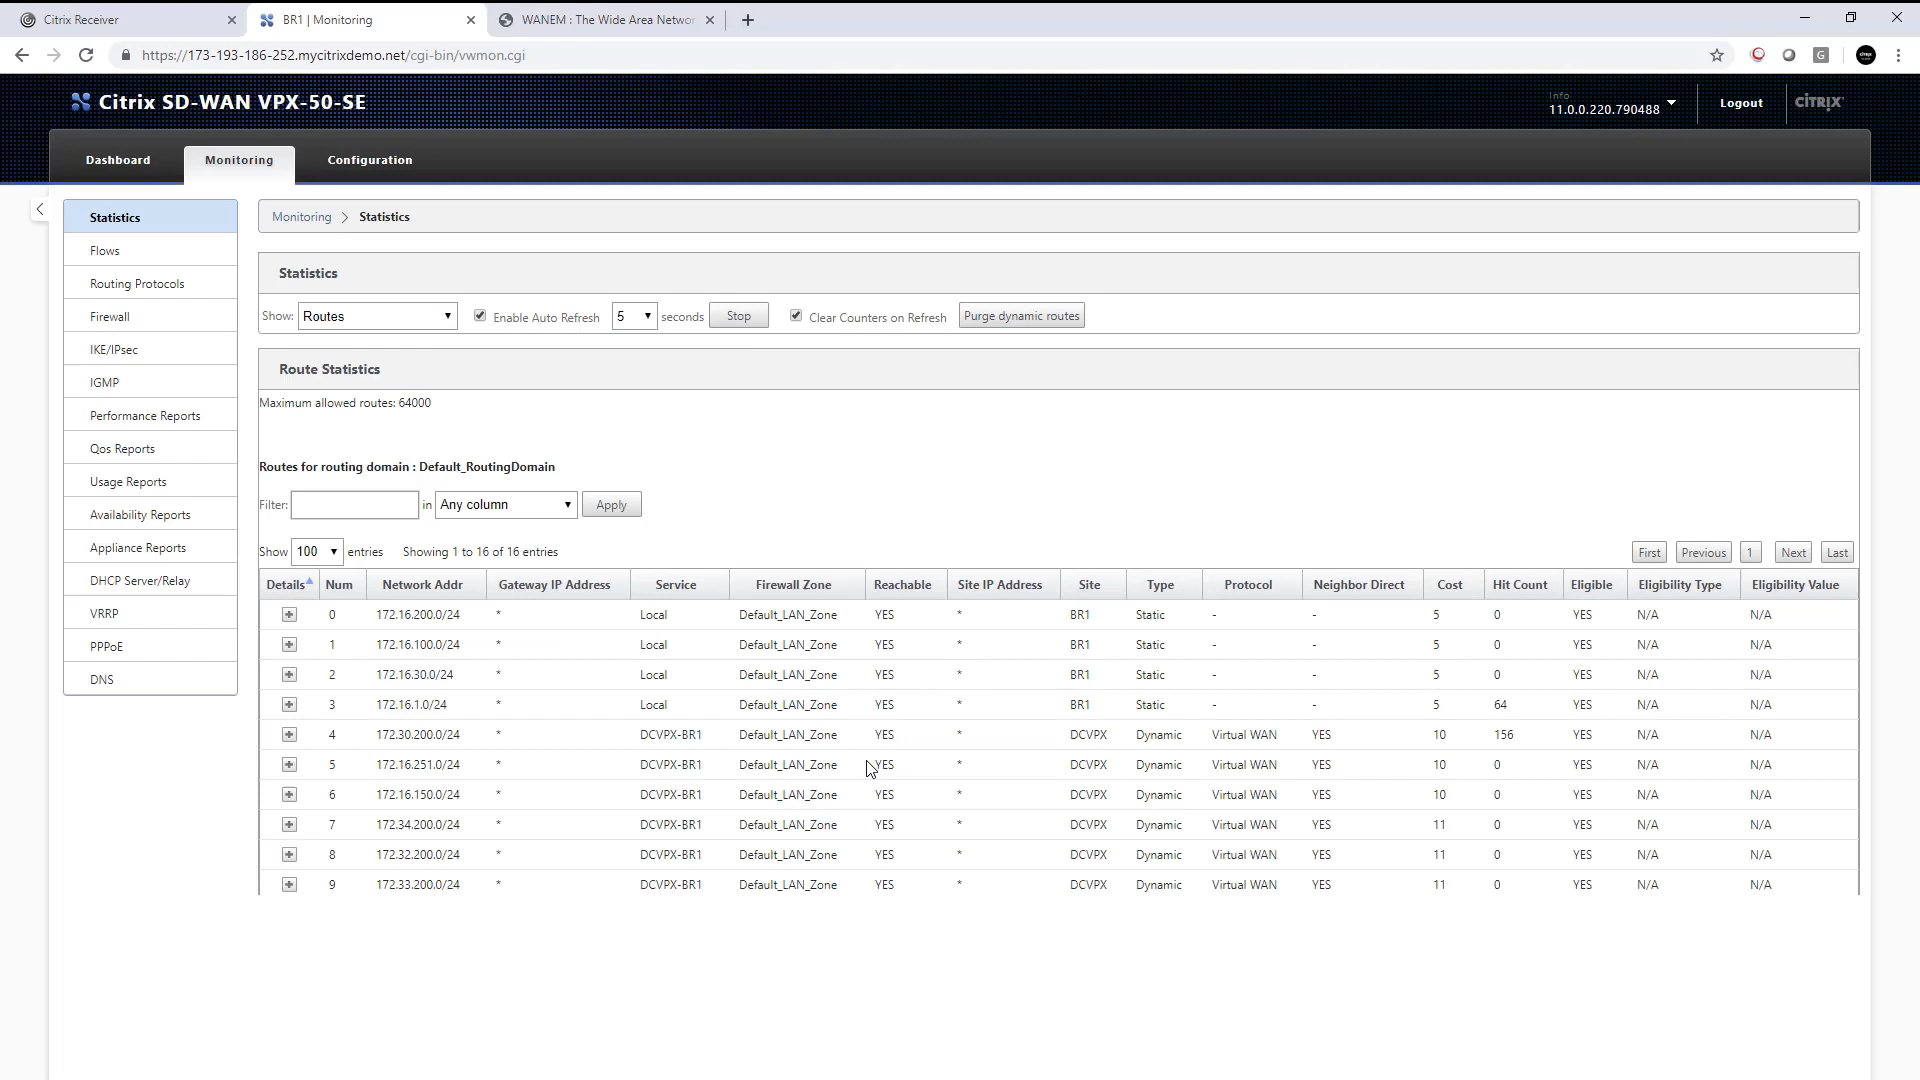 Citrix Receiver
BR1 | Monitoring
WANEM : The Wide Area Networ
https://173-193-186-252.mycitrixdemo.net/cgi-bin/vwmon.cgi
Citrix SD-WAN VPX-50-SE
Info
11.0.0.220.790488
Logout
CITRIX
Dashboard
Monitoring
Configuration
Statistics
Flows
Routing Protocols
Firewall
IKE/IPsec
IGMP
Performance Reports
Qos Reports
Usage Reports
Availability Reports
Appliance Reports
DHCP Server/Relay
VRRP
PPPoE
DNS
Monitoring > Statistics
Statistics
Show: Routes Enable Auto Refresh 5 seconds Stop Clear Counters on Refresh Purge dynamic routes
Route Statistics
Maximum allowed routes: 64000
Routes for routing domain : Default_RoutingDomain
Filter: in Any column Apply
Show 100 entries Showing 1 to 16 of 16 entries First Previous 1 Next Last
Details Num Network Addr Gateway IP Address Service Firewall Zone Reachable Site IP Address Site Type Protocol Neighbor Direct Cost Hit Count Eligible Eligibility Type Eligibility Value
0 172.16.200.0/24 * Local Default_LAN_Zone YES * BR1 Static - - 5 0 YES N/A N/A
1 172.16.100.0/24 * Local Default_LAN_Zone YES * BR1 Static - - 5 0 YES N/A N/A
2 172.16.30.0/24 * Local Default_LAN_Zone YES * BR1 Static - - 5 0 YES N/A N/A
3 172.16.1.0/24 * Local Default_LAN_Zone YES * BR1 Static - - 5 64 YES N/A N/A
4 172.30.200.0/24 * DCVPX-BR1 Default_LAN_Zone YES * DCVPX Dynamic Virtual WAN YES 10 156 YES N/A N/A
5 172.16.251.0/24 * DCVPX-BR1 Default_LAN_Zone YES * DCVPX Dynamic Virtual WAN YES 10 0 YES N/A N/A
6 172.16.150.0/24 * DCVPX-BR1 Default_LAN_Zone YES * DCVPX Dynamic Virtual WAN YES 10 0 YES N/A N/A
7 172.34.200.0/24 * DCVPX-BR1 Default_LAN_Zone YES * DCVPX Dynamic Virtual WAN YES 11 0 YES N/A N/A
8 172.32.200.0/24 * DCVPX-BR1 Default_LAN_Zone YES * DCVPX Dynamic Virtual WAN YES 11 0 YES N/A N/A
9 172.33.200.0/24 * DCVPX-BR1 Default_LAN_Zone YES * DCVPX Dynamic Virtual WAN YES 11 0 YES N/A N/A